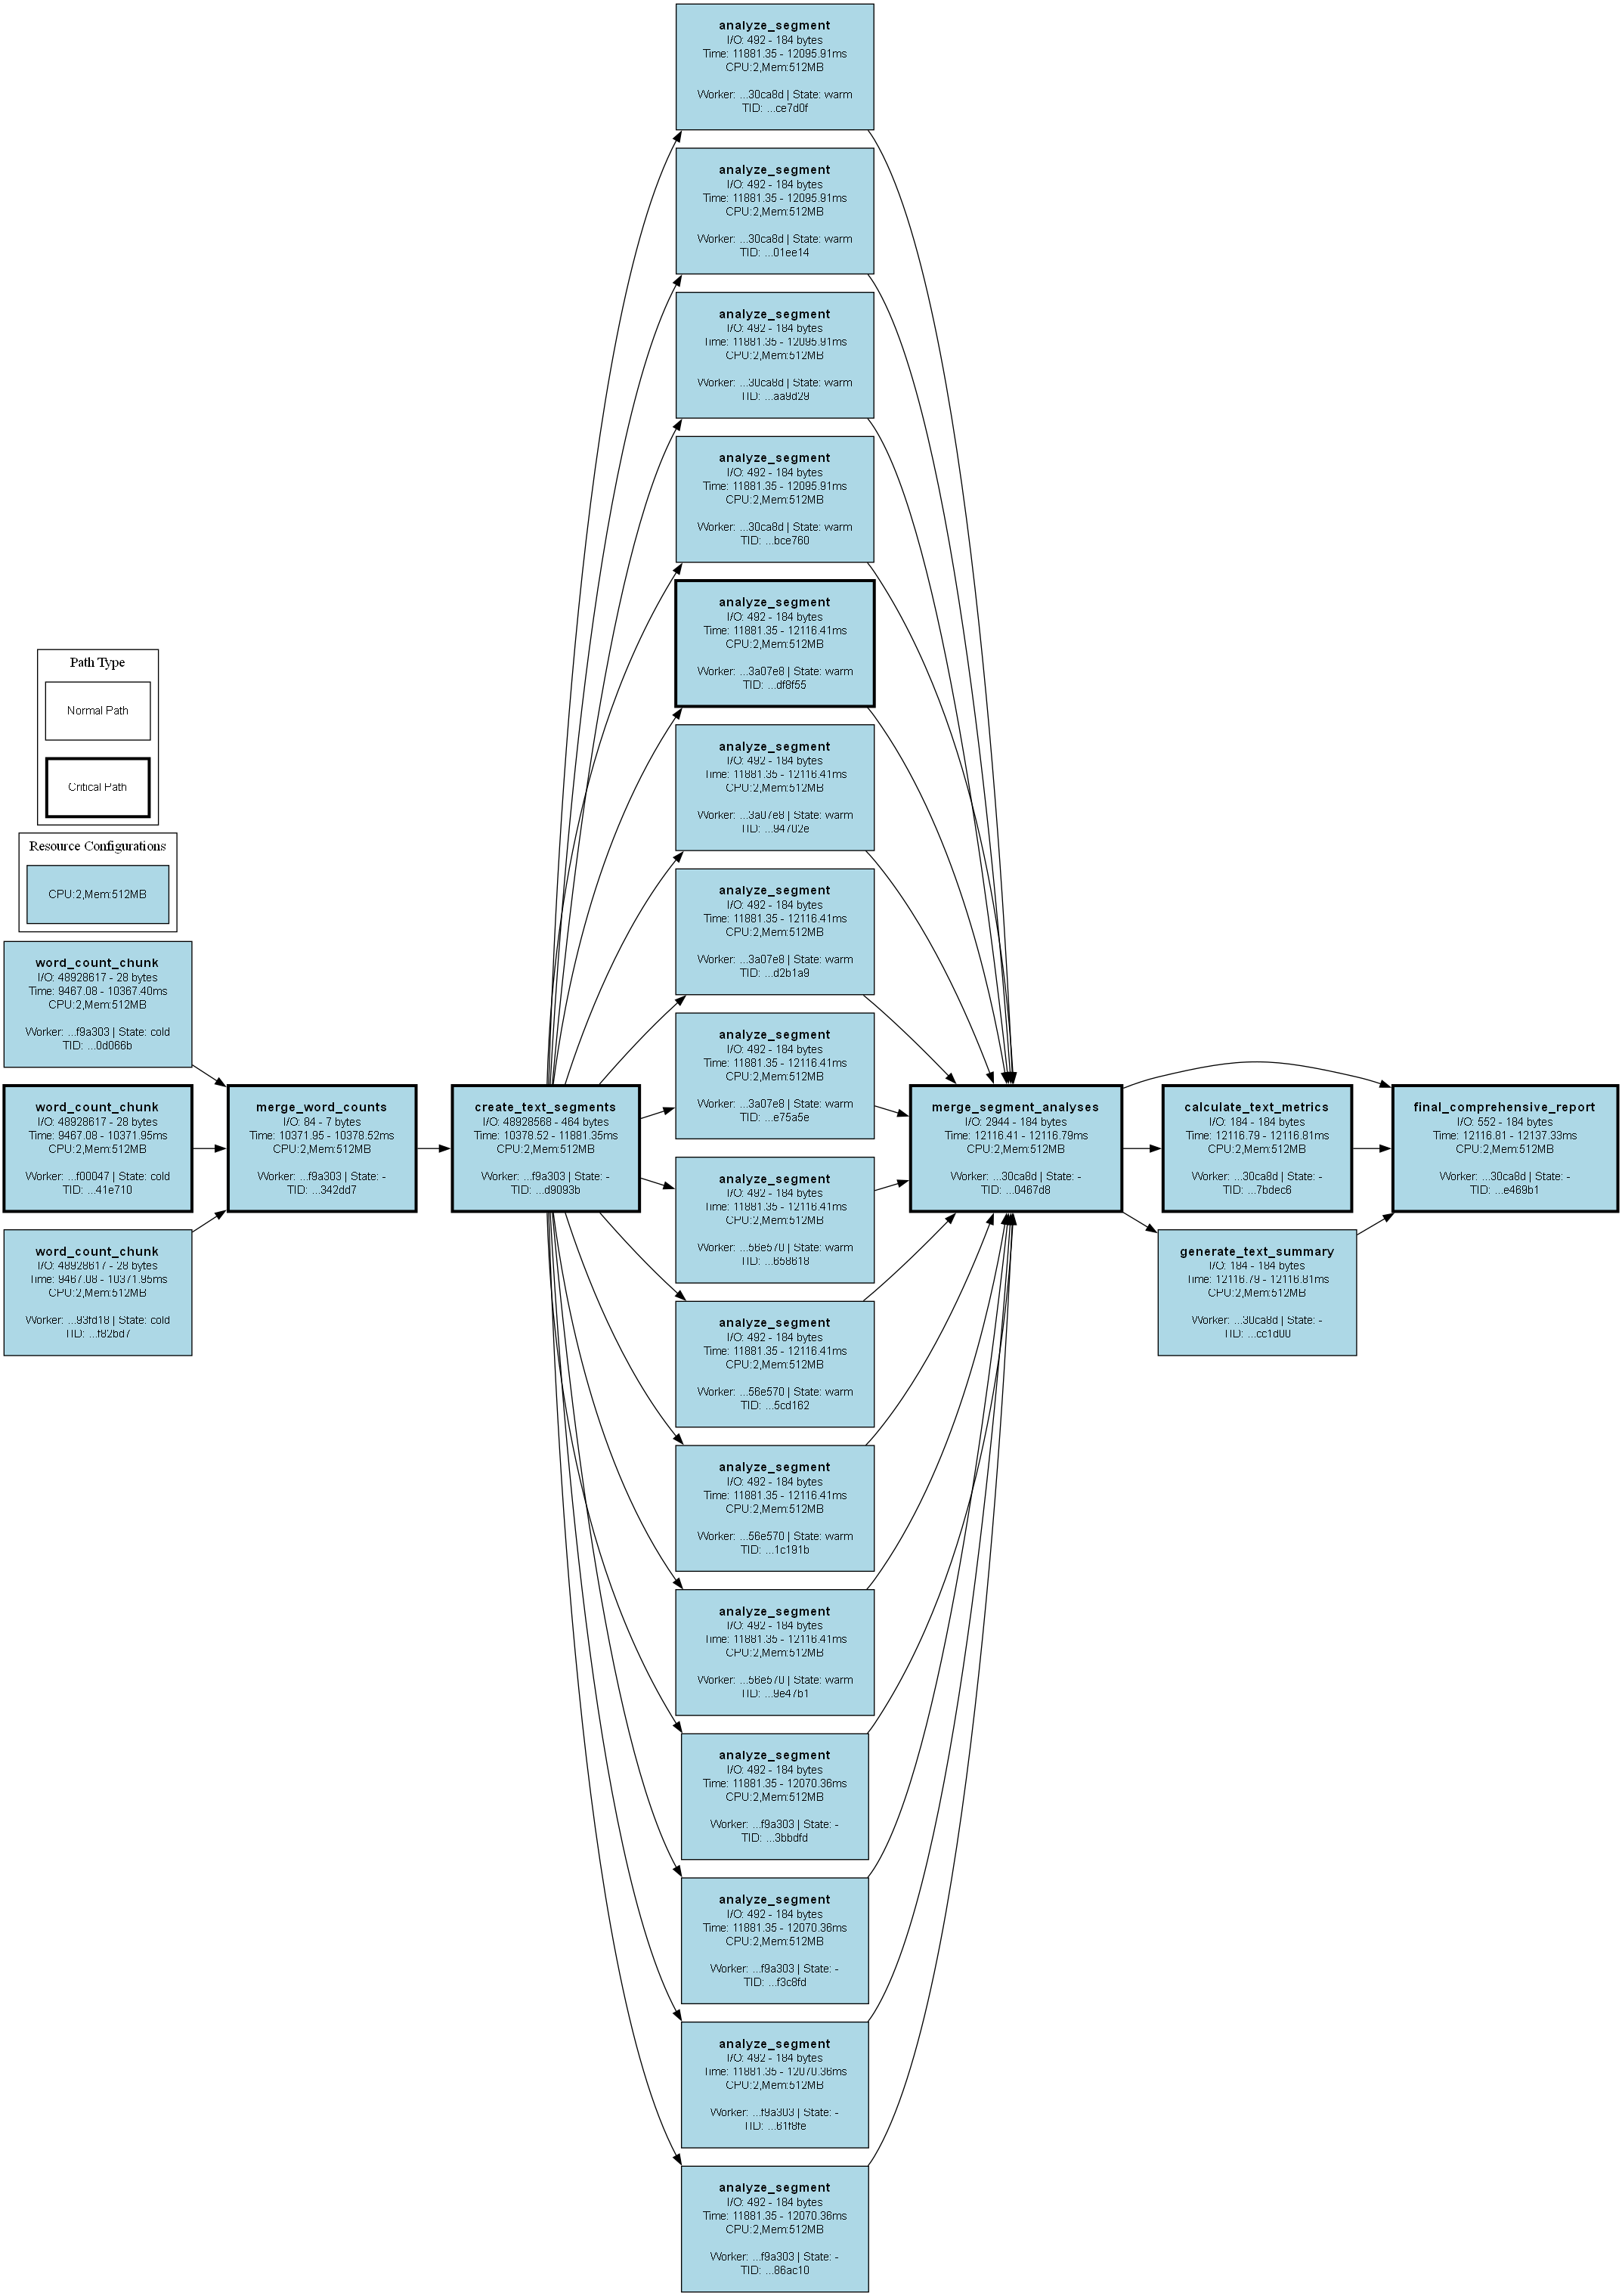 analyze_segment
I/O: 492 - 184 bytes
Time: 11881.35 - 12095.91ms
CPU:2,Mem:512MB
Worker: ...30ca8d | State: warm
TID: ...ce7d0f
analyze_segment
I/O: 492 - 184 bytes
Time: 11881.35 - 12095.91ms
CPU:2,Mem:512MB
Worker: ...30ca8d | State: warm
TID: ...01ee14
analyze_segment
I/O: 492 - 184 bytes
Time: 11881.35 - 12095.91ms
CPU:2,Mem:512MB
Worker: ...30ca8d | State: warm
TID: ...aa9d29
analyze_segment
I/O: 492 - 184 bytes
Time: 11881.35 - 12095.91ms
CPU:2,Mem:512MB
Worker: ...30ca8d | State: warm
TID: ...bce760
analyze_segment
I/O: 492 - 184 bytes
Time: 11881.35 - 12116.41ms
CPU:2,Mem:512MB
Worker: ...3a07e8 | State: warm
TID: ...df8f55
Path Type
Normal Path
Critical Path
analyze_segment
I/O: 492 - 184 bytes
Time: 11881.35 - 12116.41ms
CPU:2,Mem:512MB
Worker: ...3a07e8 | State: warm
TID: ...94702e
Resource Configurations
CPU:2,Mem:512MB
analyze_segment
I/O: 492 - 184 bytes
Time: 11881.35 - 12116.41ms
CPU:2,Mem:512MB
Worker: ...3a07e8 | State: warm
TID: ...d2b1a9
word_count_chunk
I/O: 48928617 - 28 bytes
Time: 9467.08 - 10367.40ms
CPU:2,Mem:512MB
Worker: ...f9a303 | State: cold
TID: ...0d066b
analyze_segment
I/O: 492 - 184 bytes
Time: 11881.35 - 12116.41ms
CPU:2,Mem:512MB
Worker: ...3a07e8 | State: warm
TID: ...e75a5e
word_count_chunk
I/O: 48928617 - 28 bytes
Time: 9467.08 - 10371.95ms
CPU:2,Mem:512MB
Worker: ...f00047 | State: cold
TID: ...41e710
merge_word_counts
I/O: 84 - 7 bytes
Time: 10371.95 - 10378.52ms
CPU:2,Mem:512MB
Worker: ...f9a303 | State: -
TID: ...342dd7
create_text_segments
I/O: 48928568 - 464 bytes
Time: 10378.52 - 11881.35ms
CPU:2,Mem:512MB
Worker: ...f9a303 | State: -
TID: ...d9093b
merge_segment_analyses
I/O: 2944 - 184 bytes
Time: 12116.41 - 12116.79ms
CPU:2,Mem:512MB
Worker: ...30ca8d | State: -
TID: ...0467d8
calculate_text_metrics
I/O: 184 - 184 bytes
Time: 12116.79 - 12116.81ms
CPU:2,Mem:512MB
Worker: ...30ca8d | State: -
TID: ...7bdec6
final_comprehensive_report
I/O: 552 - 184 bytes
Time: 12116.81 - 12137.33ms
CPU:2,Mem:512MB
Worker: ...30ca8d | State: -
TID: ...e469b1
analyze_segment
I/O: 492 - 184 bytes
Time: 11881.35 - 12116.41ms
CPU:2,Mem:512MB
Worker: ...56e570 | State: warm
TID: ...658618
word_count_chunk
I/O: 48928617 - 28 bytes
Time: 9467.08 - 10371.95ms
CPU:2,Mem:512MB
Worker: ...93fd18 | State: cold
TID: ...f82bd7
generate_text_summary
I/O: 184 - 184 bytes
Time: 12116.79 - 12116.81ms
CPU:2,Mem:512MB
Worker: ...30ca8d | State: -
TID: ...cc1d00
analyze_segment
I/O: 492 - 184 bytes
Time: 11881.35 - 12116.41ms
CPU:2,Mem:512MB
Worker: ...56e570 | State: warm
TID: ...5cd162
analyze_segment
I/O: 492 - 184 bytes
Time: 11881.35 - 12116.41ms
CPU:2,Mem:512MB
Worker: ...56e570 | State: warm
TID: ...1c191b
analyze_segment
I/O: 492 - 184 bytes
Time: 11881.35 - 12116.41ms
CPU:2,Mem:512MB
Worker: ...56e570 | State: warm
TID: ...9e47b1
analyze_segment
I/O: 492 - 184 bytes
Time: 11881.35 - 12070.36ms
CPU:2,Mem:512MB
Worker: ...f9a303 | State: -
TID: ...3bbdfd
analyze_segment
I/O: 492 - 184 bytes
Time: 11881.35 - 12070.36ms
CPU:2,Mem:512MB
Worker: ...f9a303 | State: -
TID: ...f3c8fd
analyze_segment
I/O: 492 - 184 bytes
Time: 11881.35 - 12070.36ms
CPU:2,Mem:512MB
Worker: ...f9a303 | State: -
TID: ...61f8fe
analyze_segment
I/O: 492 - 184 bytes
Time: 11881.35 - 12070.36ms
CPU:2,Mem:512MB
Worker: ...f9a303 | State: -
TID: ...86ac10